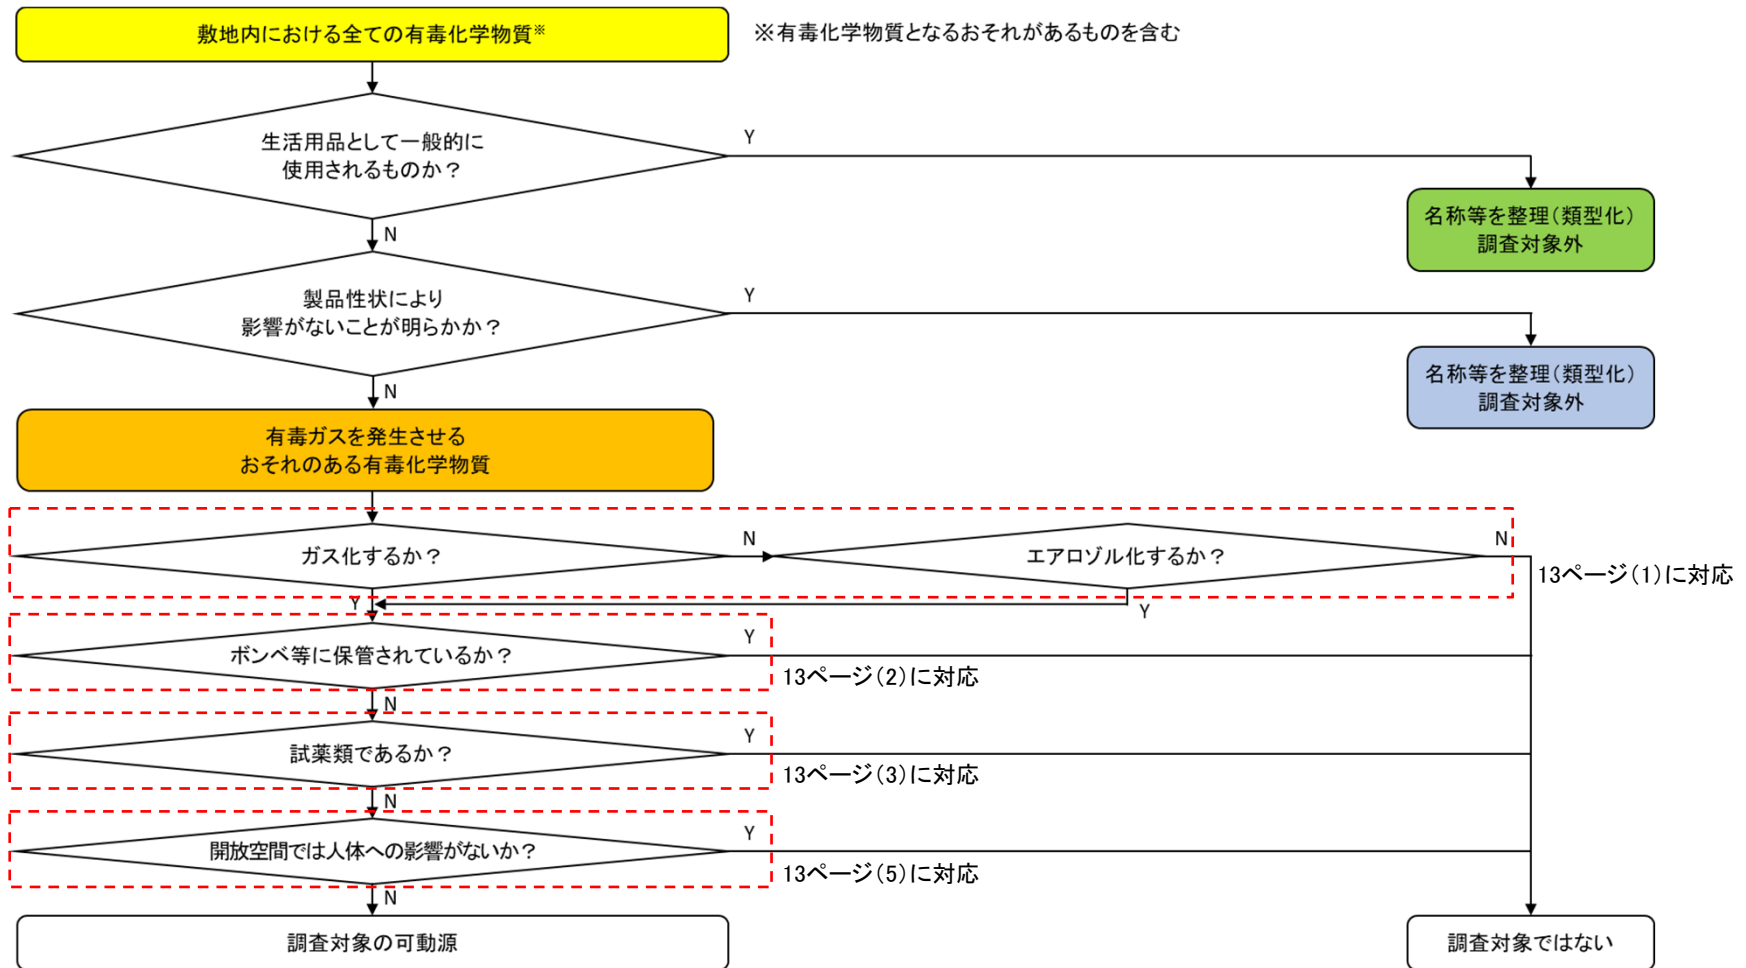 敷地内における全ての有毒化学物質※
※有毒化学物質となるおそれがあるものを含む
生活用品として一般的に
使用されるものか？
Y
名称等を整理（類型化）
調査対象外
N
製品性状により
影響がないことが明らかか？
Y
名称等を整理（類型化）
調査対象外
N
有毒ガスを発生させる
おそれのある有毒化学物質
ガス化するか？
N
エアロゾル化するか？
N
13ページ（1）に対応
Y
Y
ボンベ等に保管されているか？
Y
13ページ（2）に対応
N
試薬類であるか？
Y
13ページ（3）に対応
N
開放空間では人体への影響がないか？
Y
13ページ（5）に対応
N
調査対象の可動源
調査対象ではない